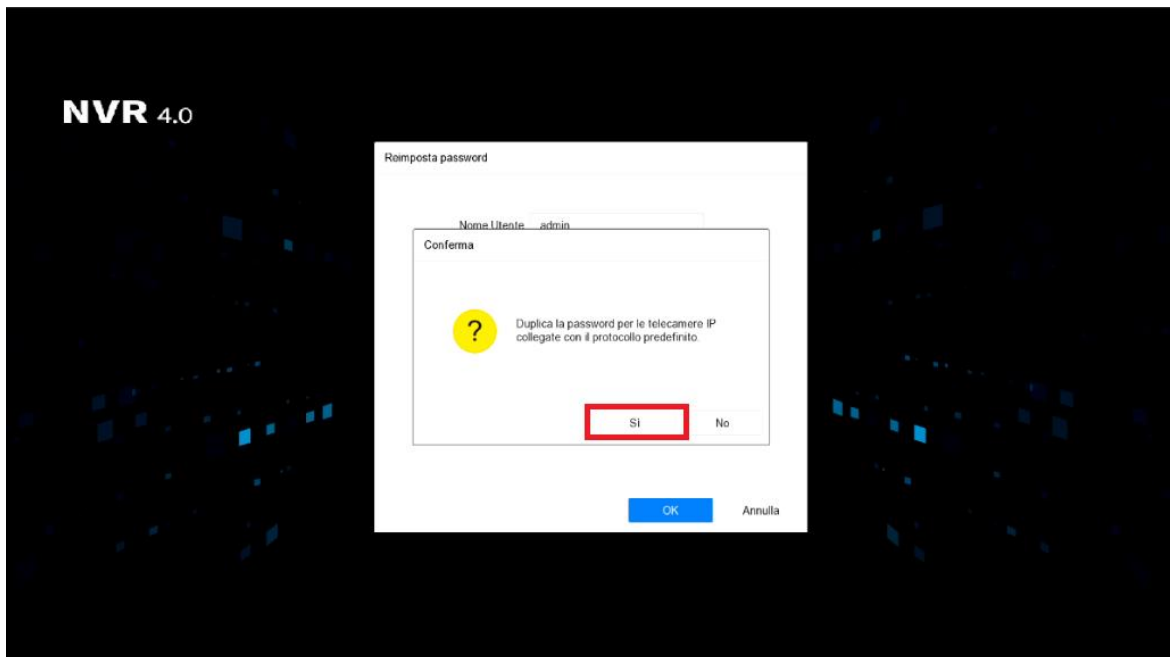 NVR 4.0
Reimposta password
Nome Utente admin
Conferma
?
Duplica la password per le telecamere IP
collegate con il protocollo predefinito.
Sì No
OK Annulla